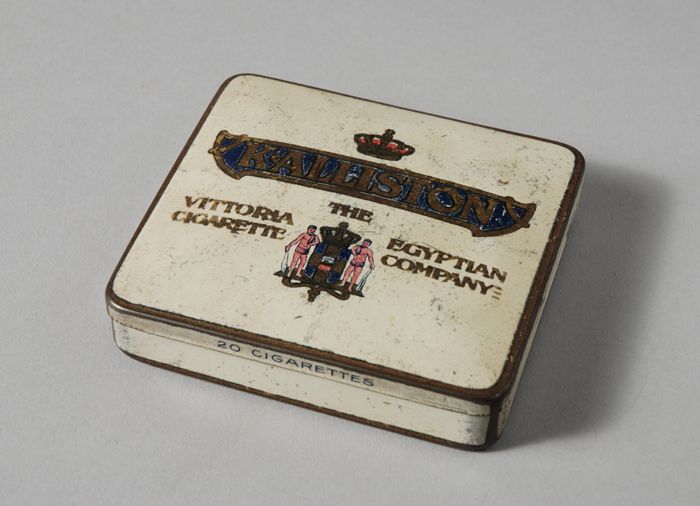 KALLISTON
THE
VITTORIA EGYPTIAN
CIGARETTE COMPANY
20 CIGARETTES